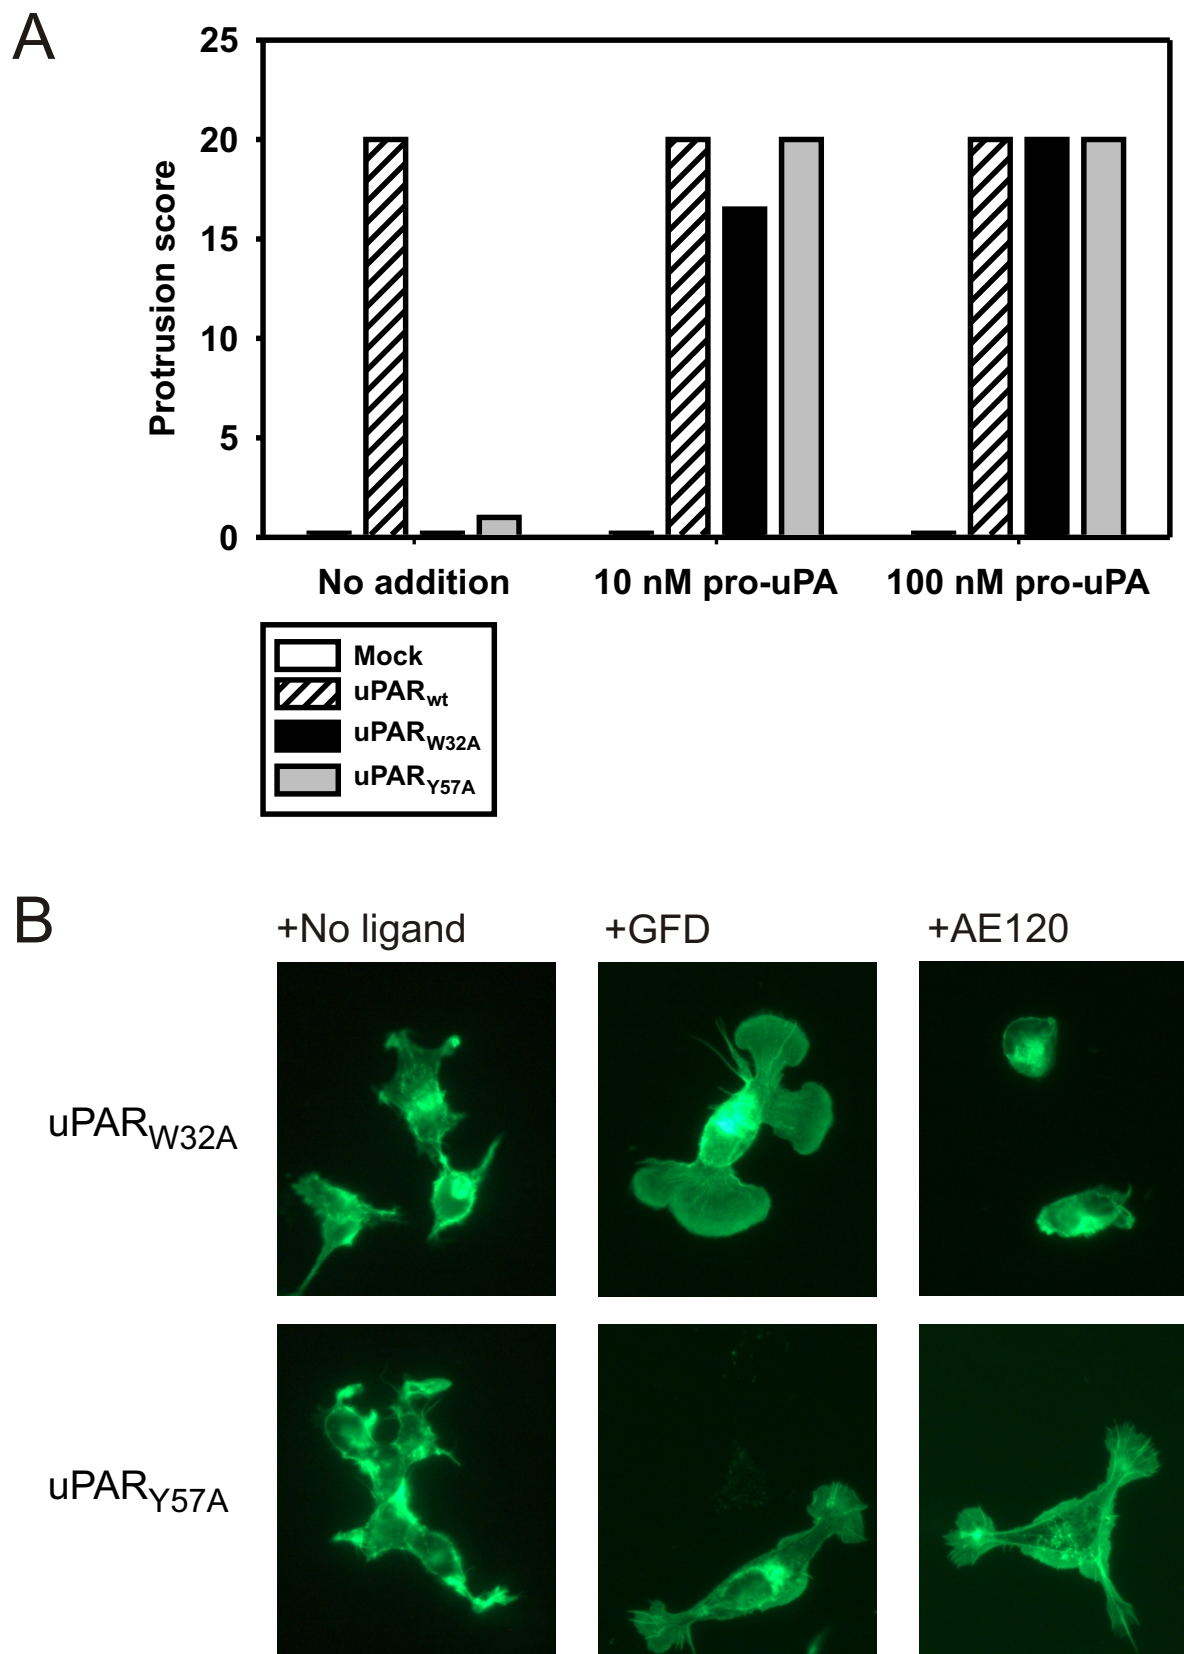 A
25
20
15
10
5
0
Protrusion score
No addition
10 nM pro-uPA
100 nM pro-uPA
Mock
uPARwt
uPARW32A
uPARY57A
B
+No ligand
+GFD
+AE120
uPARW32A
uPARY57A